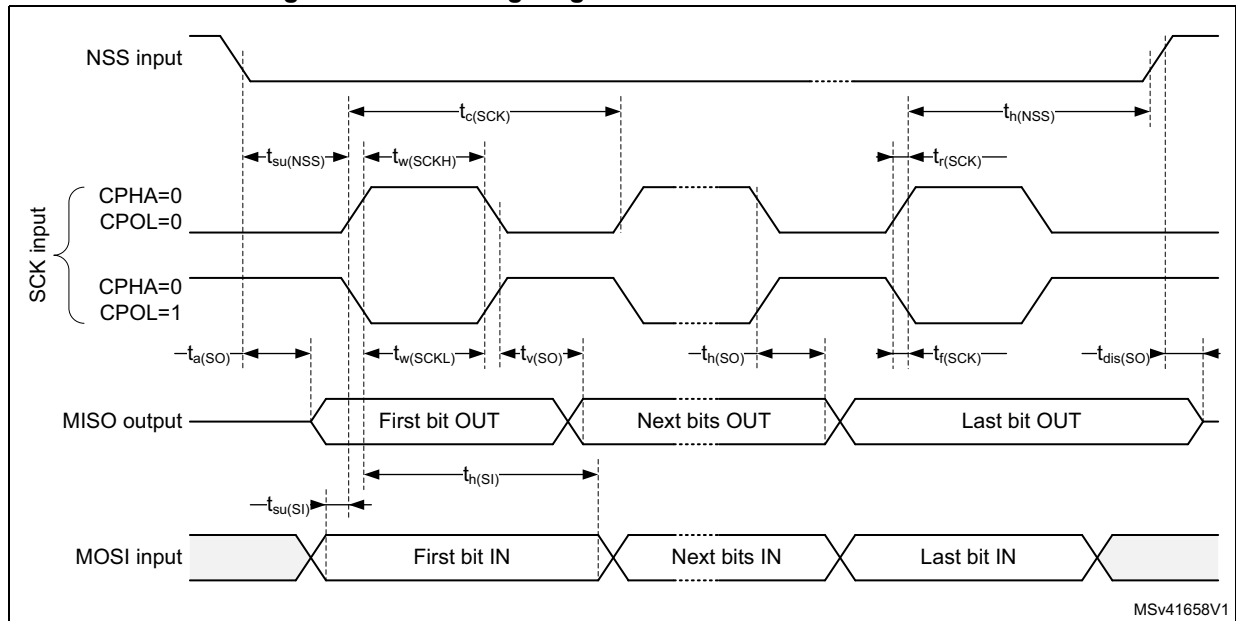 NSS input
tc(SCK)
th(NSS)
tsu(NSS)
tw(SCKH)
tr(SCK)
SCK input
CPHA=0
CPOL=0
CPHA=0
CPOL=1
ta(SO)
tw(SCKL)
tv(SO)
th(SO)
tf(SCK)
tdis(SO)
MISO output
First bit OUT
Next bits OUT
Last bit OUT
th(SI)
tsu(SI)
MOSI input
First bit IN
Next bits IN
Last bit IN
MSv41658V1